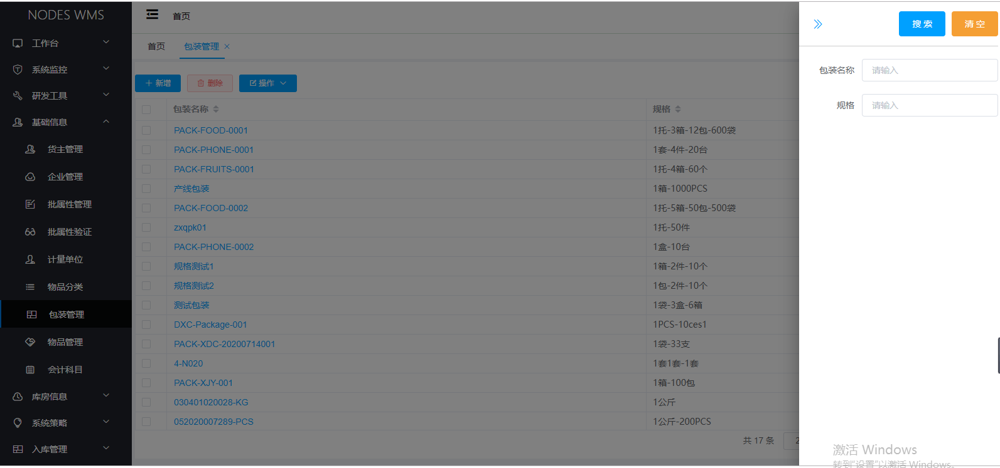 NODES WMS
工作台
系统监控
研发工具
基础信息
货主管理
企业管理
批属性管理
批属性验证
计量单位
物品分类
包装管理
物品管理
会计科目
库房信息
系统策略
入库管理
首页
首页 包装管理 ×
+ 新增 删除 操作
包装名称 规格
PACK-FOOD-0001 1托-3箱-12包-600袋
PACK-PHONE-0001 1套-4件-20台
PACK-FRUITS-0001 1托-4箱-60个
产线包装 1箱-1000PCS
PACK-FOOD-0002 1托-5箱-50包-500袋
zxqpk01 1托-50件
PACK-PHONE-0002 1盒-10台
规格测试1 1箱-2件-10个
规格测试2 1包-2件-10个
测试包装 1袋-3盒-6箱
DXC-Package-001 1PCS-10ces1
PACK-XDC-20200714001 1袋-33支
4-N020 1套1套-1套
PACK-XJY-001 1箱-100包
030401020028-KG 1公斤
052020007289-PCS 1公斤-200PCS
共 17 条 2
搜 索 清 空
包装名称 请输入
规格 请输入
激活 Windows
转到"设置"以激活 Windows。